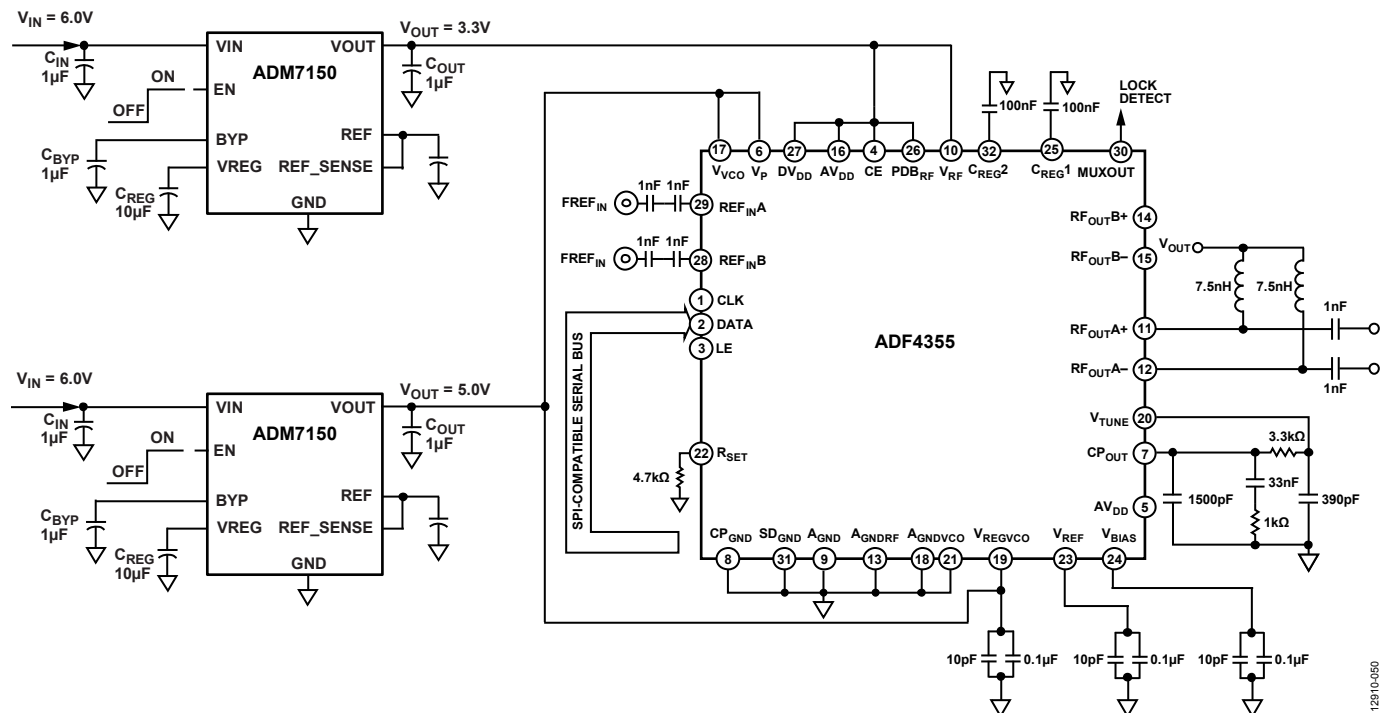 VIN = 6.0V
CIN
1µF
ON
OFF
CBYP
1µF
CREG
10µF
VIN
VOUT
ADM7150
EN
BYP
REF
VREG
REF_SENSE
GND
VOUT = 3.3V
COUT
1µF
VIN = 6.0V
CIN
1µF
ON
OFF
CBYP
1µF
CREG
10µF
VIN
VOUT
ADM7150
EN
BYP
REF
VREG
REF_SENSE
GND
VOUT = 5.0V
COUT
1µF
100nF
100nF
LOCK
DETECT
17
6
27
16
4
26
10
32
25
30
VVCO
VP
DVDD
AVDD
CE
PDBRF
VRF
CREG2
CREG1
MUXOUT
FREFIN
1nF
1nF
29
REFINA
FREFIN
1nF
1nF
28
REFINB
1
CLK
2
DATA
3
LE
SPI-COMPATIBLE SERIAL BUS
22
RSET
4.7kΩ
ADF4355
RFOUTB+
14
RFOUTB–
15
VOUT
7.5nH
7.5nH
RFOUTA+
11
1nF
RFOUTA–
12
1nF
VTUNE
20
3.3kΩ
CPOUT
7
1500pF
33nF
1kΩ
390pF
AVDD
5
CPGND
SDGND
AGND
AGNDRF
AGNDVCO
VREGVCO
VREF
VBIAS
8
31
9
13
18
21
19
23
24
10pF
0.1µF
10pF
0.1µF
10pF
0.1µF
12910-050